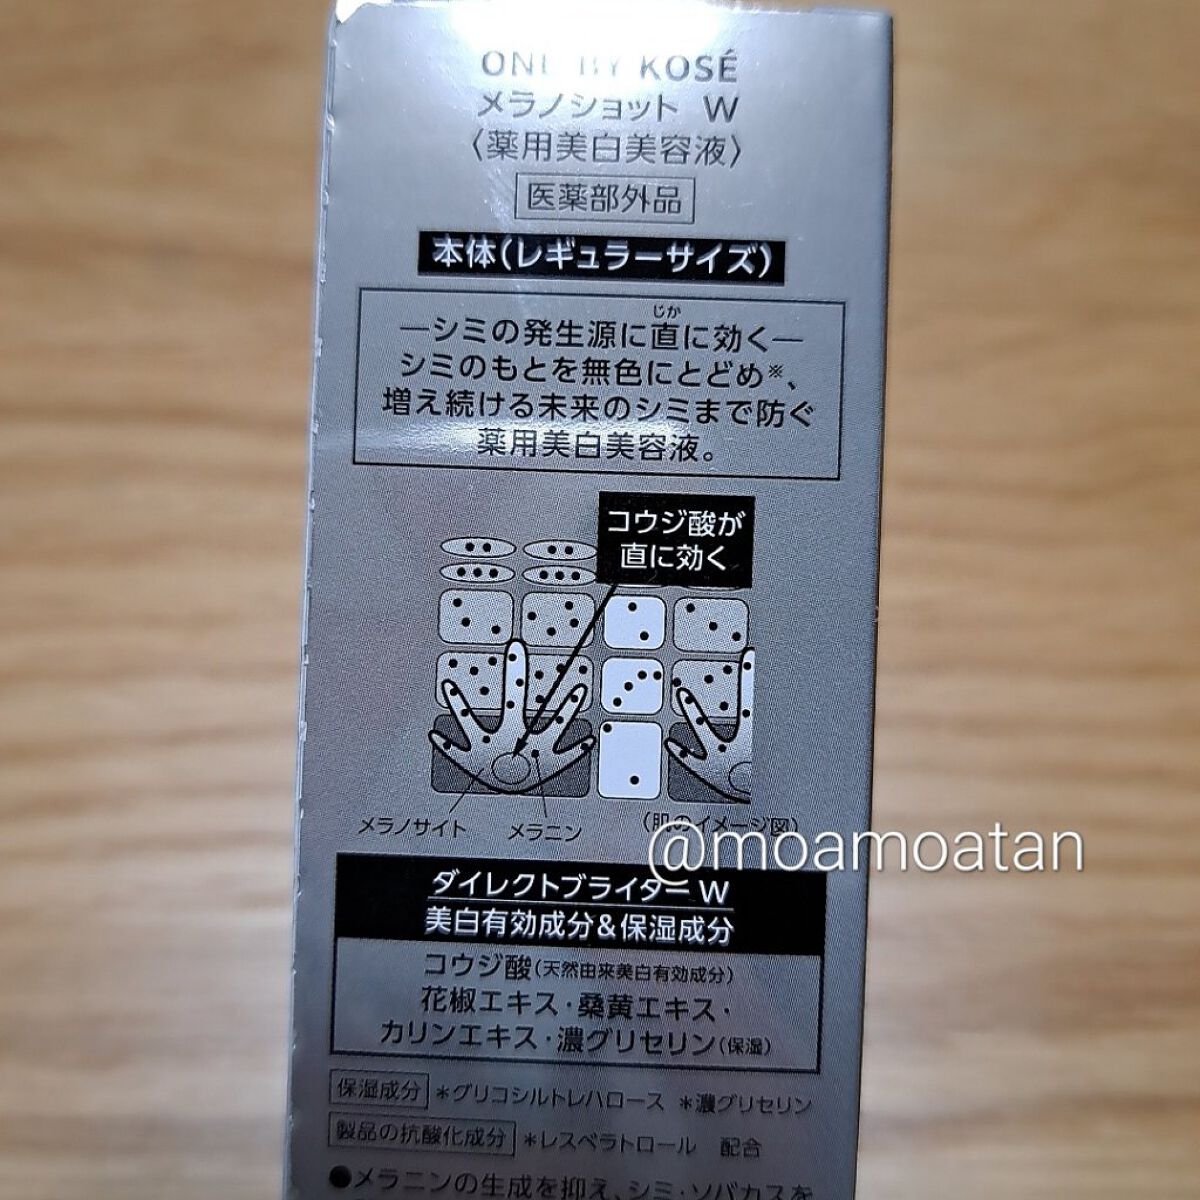 ONE BY KOSÉ
メラノショット W
〈薬用美白美容液〉
医薬部外品
本体(レギュラーサイズ)
じか
―シミの発生源に直に効く―
シミのもとを無色にとどめ※、
増え続ける未来のシミまで防ぐ
薬用美白美容液。
コウジ酸が
直に効く
メラノサイト メラニン (肌のイメージ図)
@moamoatan
ダイレクトブライター W
美白有効成分&保湿成分
コウジ酸(天然由来美白有効成分)
花椒エキス・桑黄エキス・
カリンエキス・濃グリセリン(保湿)
保湿成分 *グリコシルトレハロース *濃グリセリン
製品の抗酸化成分 *レスベラトロール 配合
●メラニンの生成を抑え、シミ・ソバカスを